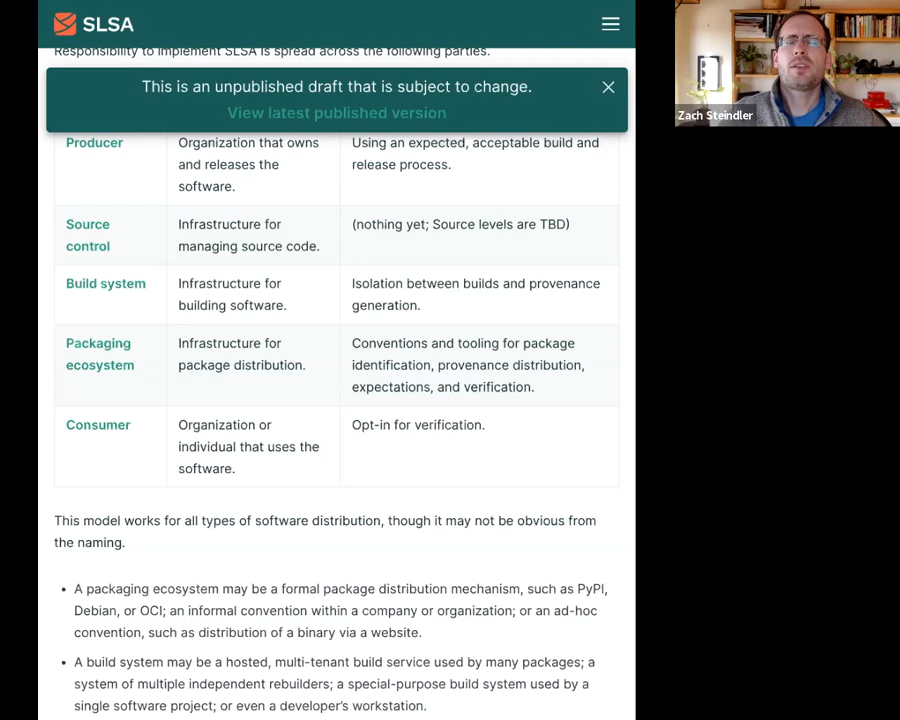 SLSA
Responsibility to implement SLSA is spread across the following parties.
This is an unpublished draft that is subject to change.
View latest published version
Producer
Organization that owns
and releases the
software.
Using an expected, acceptable build and
release process.
Source
control
Infrastructure for
managing source code.
(nothing yet; Source levels are TBD)
Build system
Infrastructure for
building software.
Isolation between builds and provenance
generation.
Packaging
ecosystem
Infrastructure for
package distribution.
Conventions and tooling for package
identification, provenance distribution,
expectations, and verification.
Consumer
Organization or
individual that uses the
software.
Opt-in for verification.
This model works for all types of software distribution, though it may not be obvious from
the naming.
• A packaging ecosystem may be a formal package distribution mechanism, such as PyPI,
Debian, or OCI; an informal convention within a company or organization; or an ad-hoc
convention, such as distribution of a binary via a website.
• A build system may be a hosted, multi-tenant build service used by many packages; a
system of multiple independent rebuilders; a special-purpose build system used by a
single software project; or even a developer's workstation.
Zach Steindler